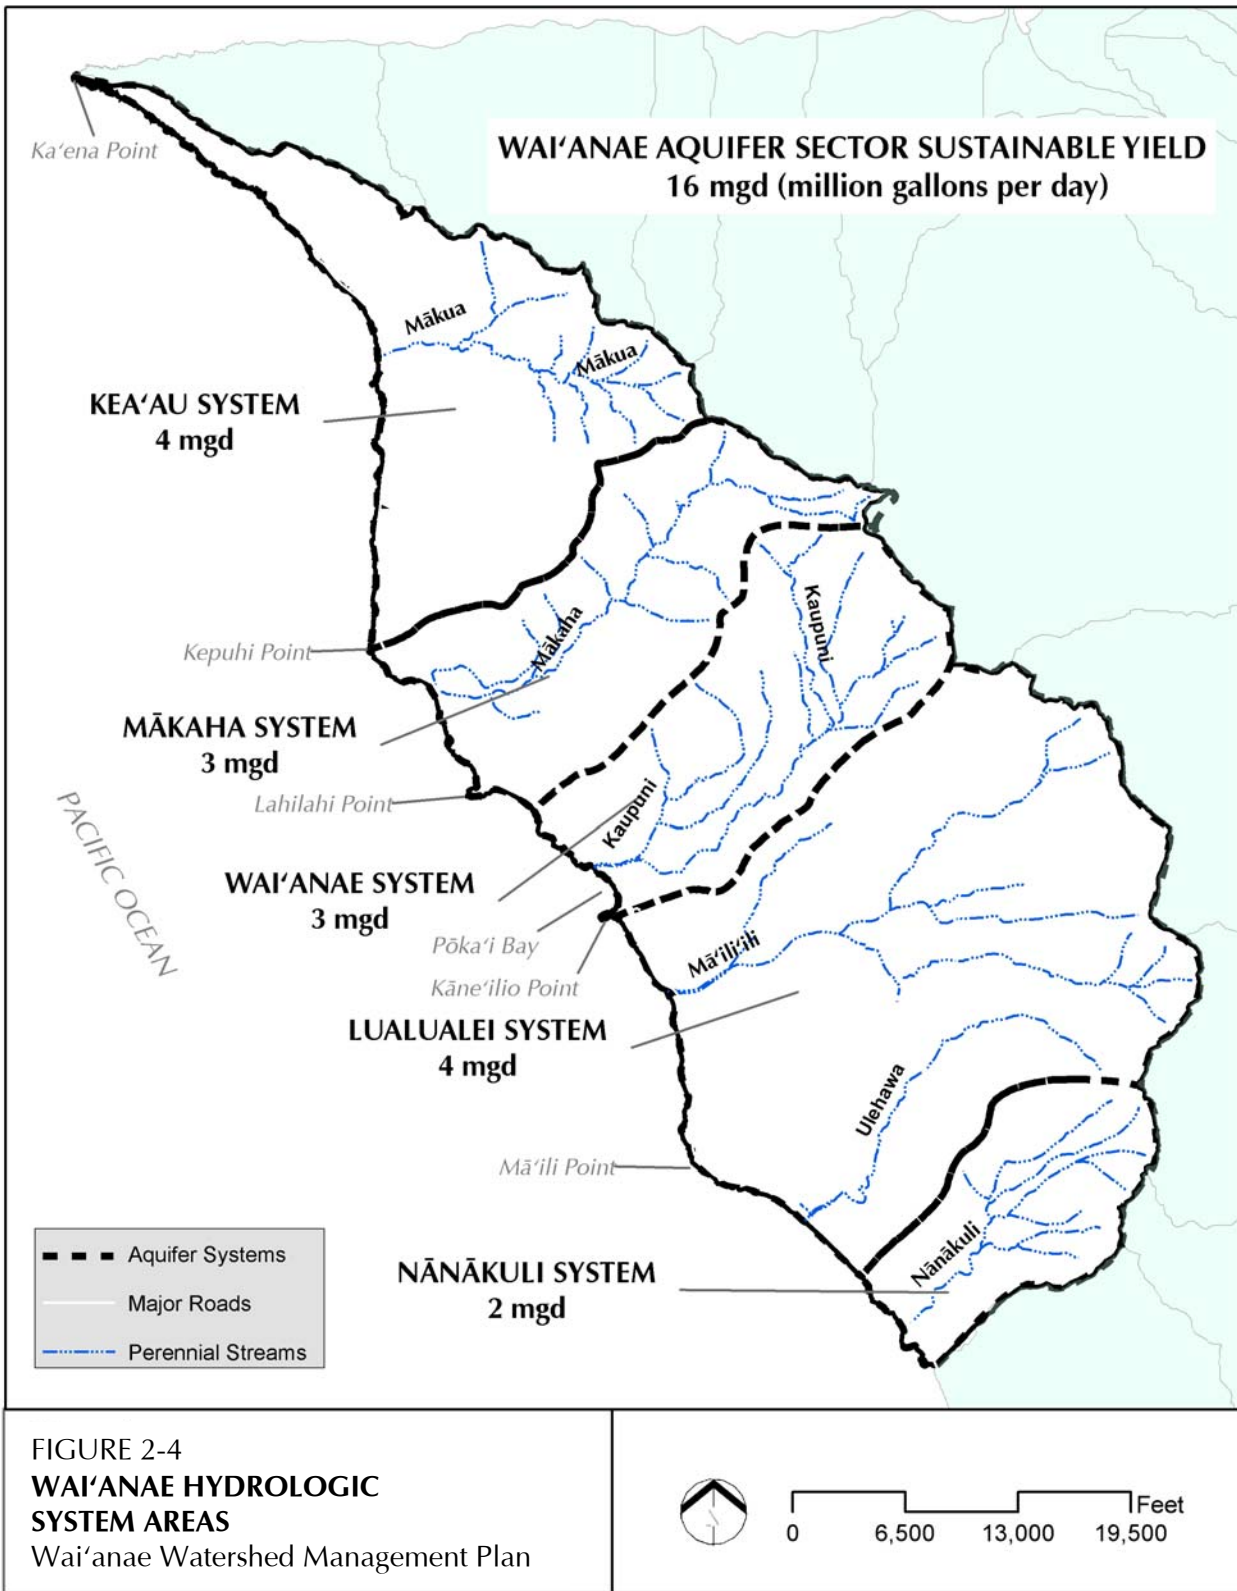 Ka‘ena Point
WAI‘ANAE AQUIFER SECTOR SUSTAINABLE YIELD
16 mgd (million gallons per day)
Mākua
Mākua
KEA‘AU SYSTEM
4 mgd
Kaupuni
Mākaha
Kepuhi Point
MĀKAHA SYSTEM
3 mgd
Lahilahi Point
PACIFIC OCEAN
Kaupuni
WAI‘ANAE SYSTEM
3 mgd
Pōka‘i Bay
Mā‘ili‘ili
Kāne‘ilio Point
LUALUALEI SYSTEM
4 mgd
Ulehawa
Mā‘ili Point
Nānākuli
NĀNĀKULI SYSTEM
2 mgd
Aquifer Systems
Major Roads
Perennial Streams
FIGURE 2-4
WAI‘ANAE HYDROLOGIC
SYSTEM AREAS
Wai‘anae Watershed Management Plan
Feet
0 6,500 13,000 19,500